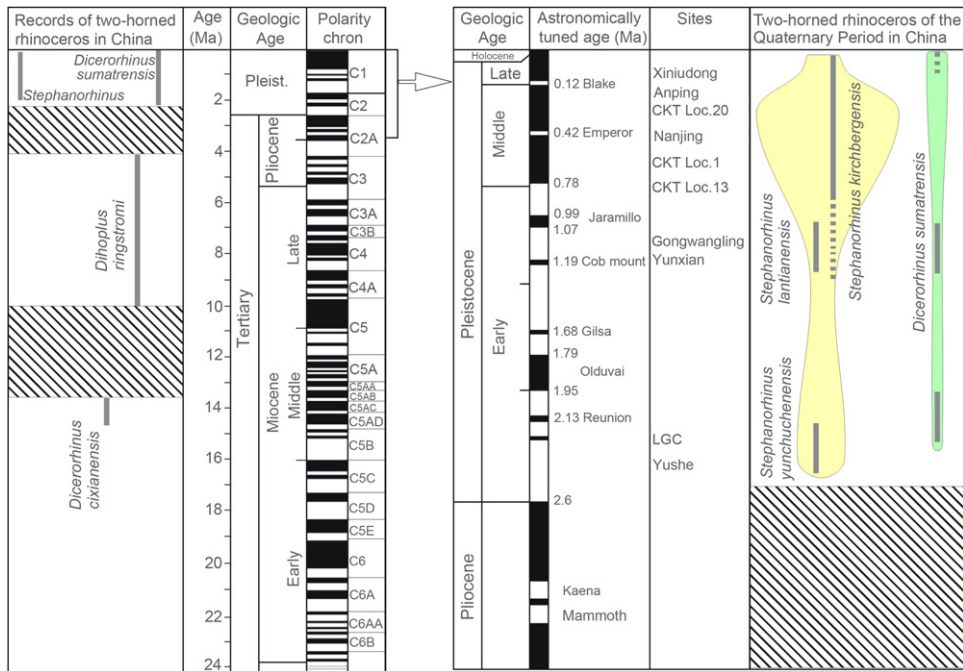 Records of two-horned
rhinoceros in China
Age
(Ma)
Geologic
Age
Polarity
chron
Dicerorhinus
sumatrensis
Stephanorhinus
Dihoplus
ringstromi
Dicerorhinus
cixianensis
2
4
6
8
10
12
14
16
18
20
22
24
Pleist.
Pliocene
Tertiary
Miocene
Late
Middle
Early
C1
C2
C2A
C3
C3A
C3B
C4
C4A
C5
C5A
C5AA
C5AB
C5AC
C5AD
C5B
C5C
C5D
C5E
C6
C6A
C6AA
C6B
Geologic
Age
Astronomically
tuned age (Ma)
Sites
Two-horned rhinoceros of the
Quaternary Period in China
Holocene
Late
Middle
Early
Pleistocene
Pliocene
0.12 Blake
0.42 Emperor
0.78
0.99
Jaramillo
1.07
1.19 Cob mount
1.68 Gilsa
1.79
Olduvai
1.95
2.13 Reunion
2.6
Kaena
Mammoth
Xiniudong
Anping
CKT Loc.20
Nanjing
CKT Loc.1
CKT Loc.13
Gongwangling
Yunxian
LGC
Yushe
Stephanorhinus
lantianensis
Stephanorhinus kirchbergensis
Stephanorhinus
yunchuchenensis
Dicerorhinus sumatrensis